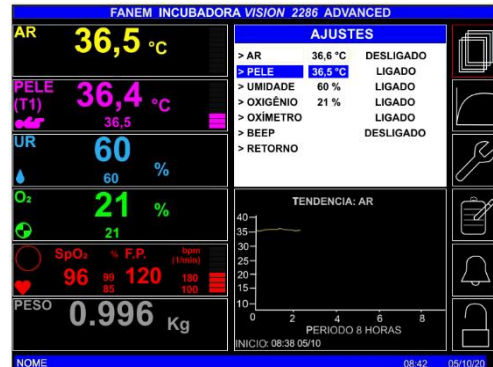 FANEM INCUBADORA VISION 2286 ADVANCED
AR
36,5 °C
PELE
(T1)
36,4 °C
36,5
UR
60 %
60
O₂
21 %
21
SpO₂ % F.P. bpm
(1/min)
96 99 120 180
85 100
PESO
0.996 Kg
AJUSTES
> AR 36,6 °C DESLIGADO
> PELE 36,5 °C LIGADO
> UMIDADE 60 % LIGADO
> OXIGÊNIO 21 % LIGADO
> OXÍMETRO LIGADO
> BEEP DESLIGADO
> RETORNO
TENDENCIA: AR
40
35
30
25
20
15
10
0 2 4 6 8
PERIODO 8 HORAS
INICIO: 08:38 05/10
NOME 08:42 05/10/20